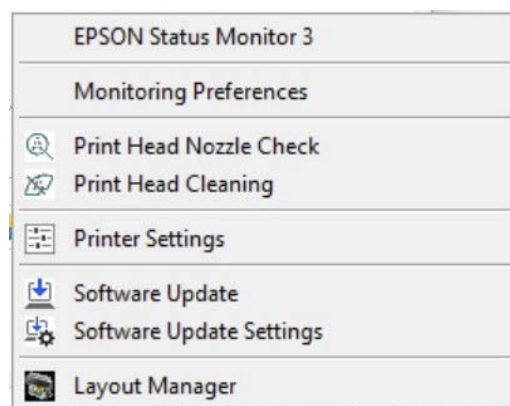 EPSON Status Monitor 3
Monitoring Preferences
Print Head Nozzle Check
Print Head Cleaning
Printer Settings
Software Update
Software Update Settings
Layout Manager